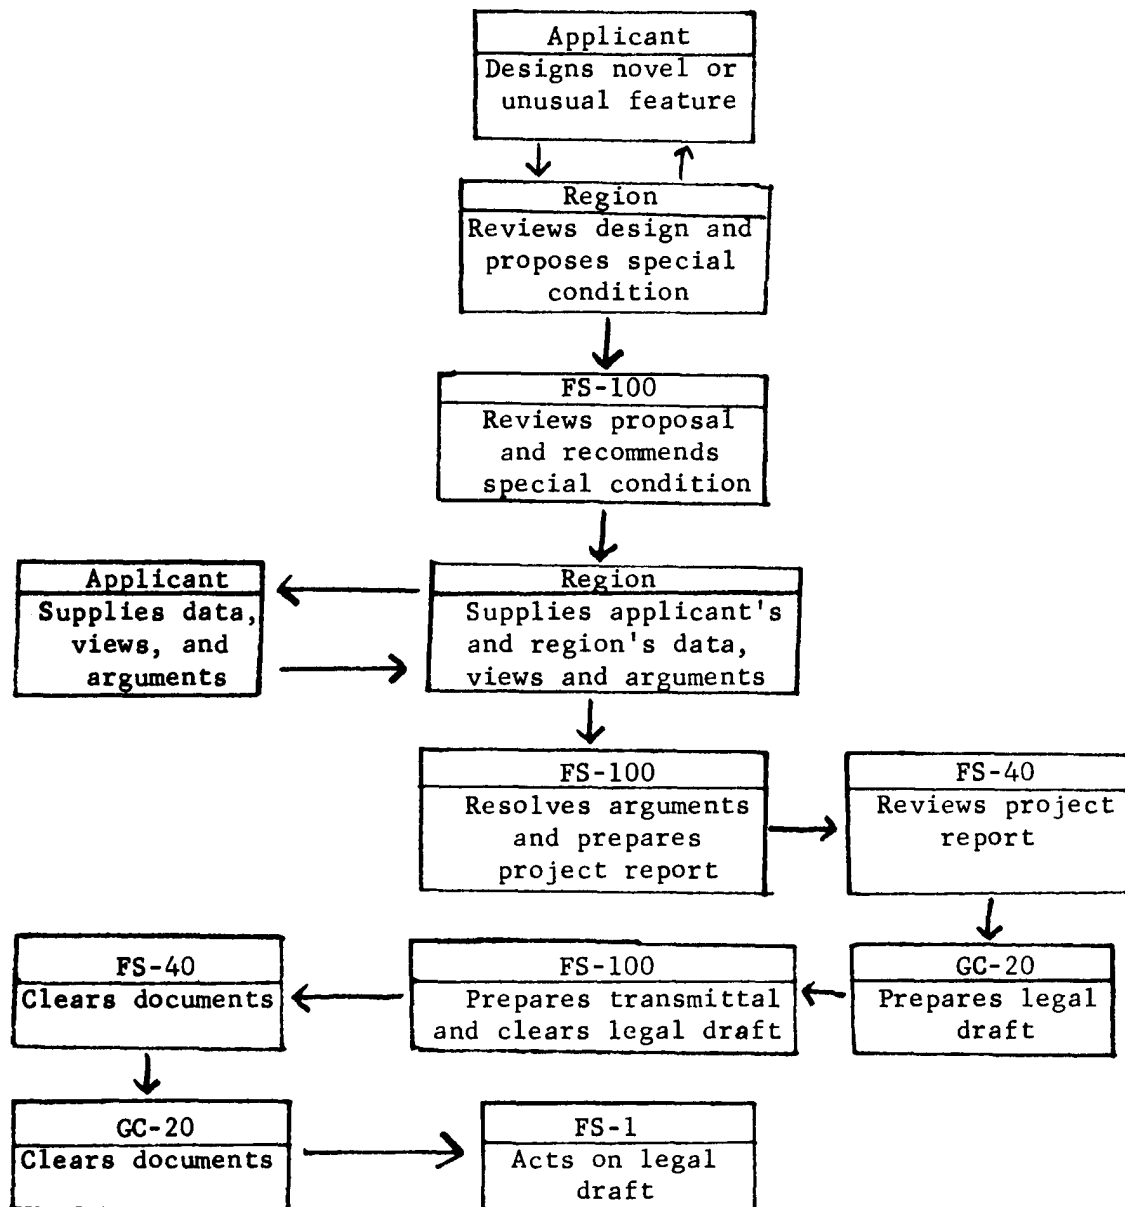 Applicant
Designs novel or
unusual feature
Region
Reviews design and
proposes special
condition
FS-100
Reviews proposal
and recommends
special condition
Applicant
Supplies data,
views, and
arguments
Region
Supplies applicant's
and region's data,
views and arguments
FS-100
Resolves arguments
and prepares
project report
FS-40
Reviews project
report
FS-40
Clears documents
FS-100
Prepares transmittal
and clears legal draft
GC-20
Prepares legal
draft
GC-20
Clears documents
FS-1
Acts on legal
draft